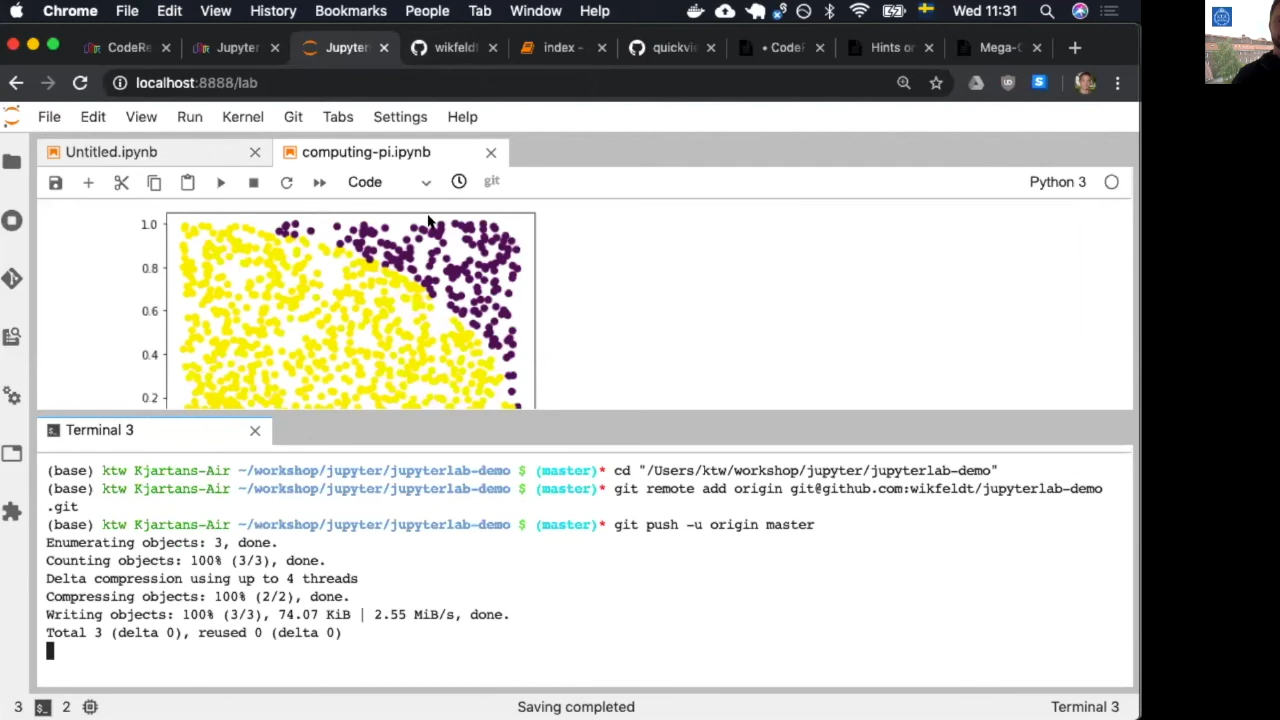 Chrome File Edit View History Bookmarks People Tab Window Help Wed 11:31
CodeRe Jupyter Jupyter wikfeldt index - quickvie • CodeF Hints or Mega-C
localhost:8888/lab
File Edit View Run Kernel Git Tabs Settings Help
Untitled.ipynb computing-pi.ipynb
Code git Python 3
1.0
0.8
0.6
0.4
0.2
Terminal 3
(base) ktw Kjartans-Air ~/workshop/jupyter/jupyterlab-demo $ (master)* cd "/Users/ktw/workshop/jupyter/jupyterlab-demo"
(base) ktw Kjartans-Air ~/workshop/jupyter/jupyterlab-demo $ (master)* git remote add origin git@github.com:wikfeldt/jupyterlab-demo
.git
(base) ktw Kjartans-Air ~/workshop/jupyter/jupyterlab-demo $ (master)* git push -u origin master
Enumerating objects: 3, done.
Counting objects: 100% (3/3), done.
Delta compression using up to 4 threads
Compressing objects: 100% (2/2), done.
Writing objects: 100% (3/3), 74.07 KiB | 2.55 MiB/s, done.
Total 3 (delta 0), reused 0 (delta 0)
3 2 Saving completed Terminal 3